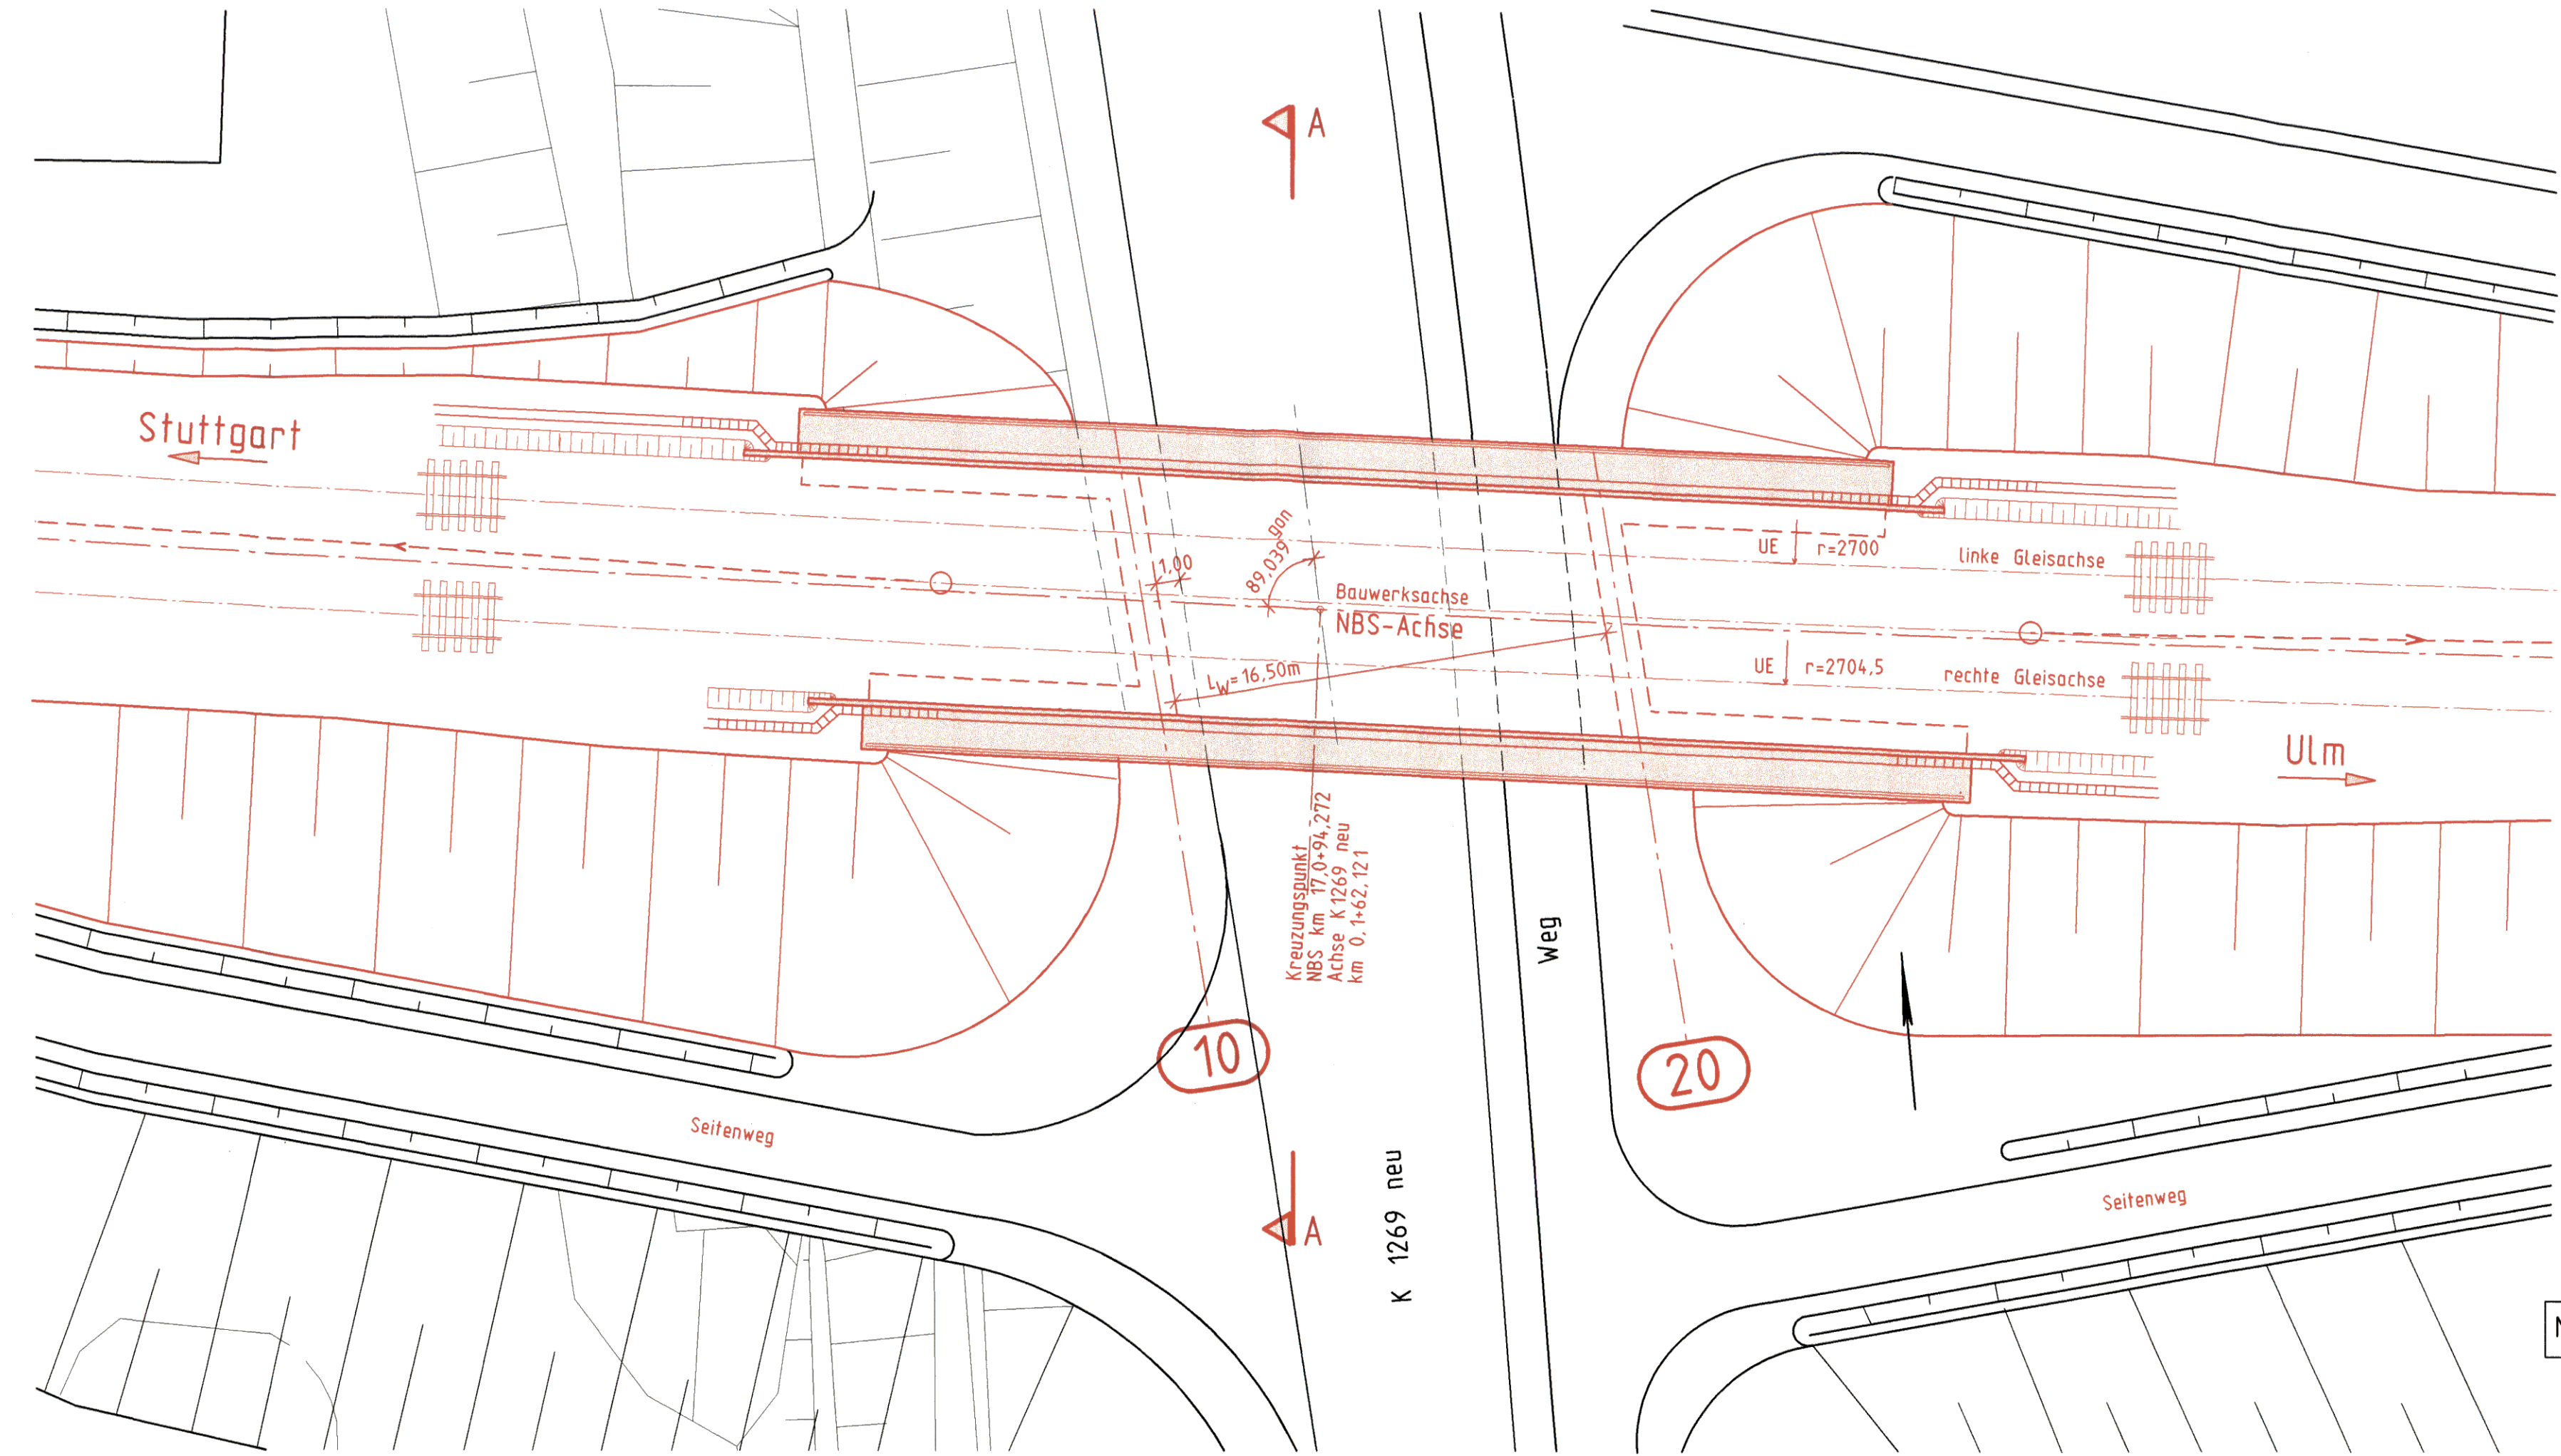 A
Stuttgart
UE r=2700
linke Gleisachse
1,00
89,039 gon
Bauwerksachse
NBS-Achse
UE r=2704,5
rechte Gleisachse
LW=16,50m
Ulm
Kreuzungspunkt
NBS km 17,0+94,272
Achse K1269 neu
km 0,1+62,121
Weg
10
20
Seitenweg
K 1269 neu
Seitenweg
A